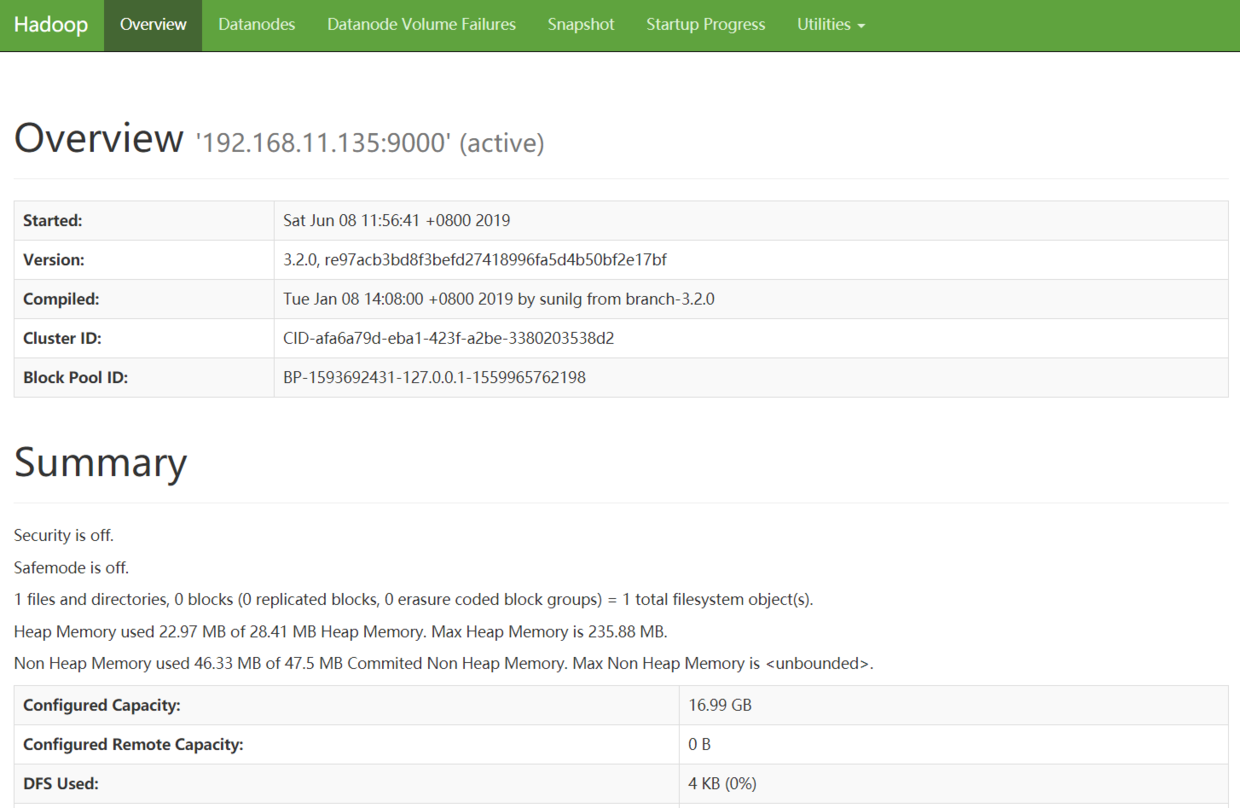 Hadoop Overview Datanodes Datanode Volume Failures Snapshot Startup Progress Utilities
Overview '192.168.11.135:9000' (active)
Started: Sat Jun 08 11:56:41 +0800 2019
Version: 3.2.0, re97acb3bd8f3befd27418996fa5d4b50bf2e17bf
Compiled: Tue Jan 08 14:08:00 +0800 2019 by sunilg from branch-3.2.0
Cluster ID: CID-afa6a79d-eba1-423f-a2be-3380203538d2
Block Pool ID: BP-1593692431-127.0.0.1-1559965762198
Summary
Security is off.
Safemode is off.
1 files and directories, 0 blocks (0 replicated blocks, 0 erasure coded block groups) = 1 total filesystem object(s).
Heap Memory used 22.97 MB of 28.41 MB Heap Memory. Max Heap Memory is 235.88 MB.
Non Heap Memory used 46.33 MB of 47.5 MB Commited Non Heap Memory. Max Non Heap Memory is <unbounded>.
Configured Capacity: 16.99 GB
Configured Remote Capacity: 0 B
DFS Used: 4 KB (0%)